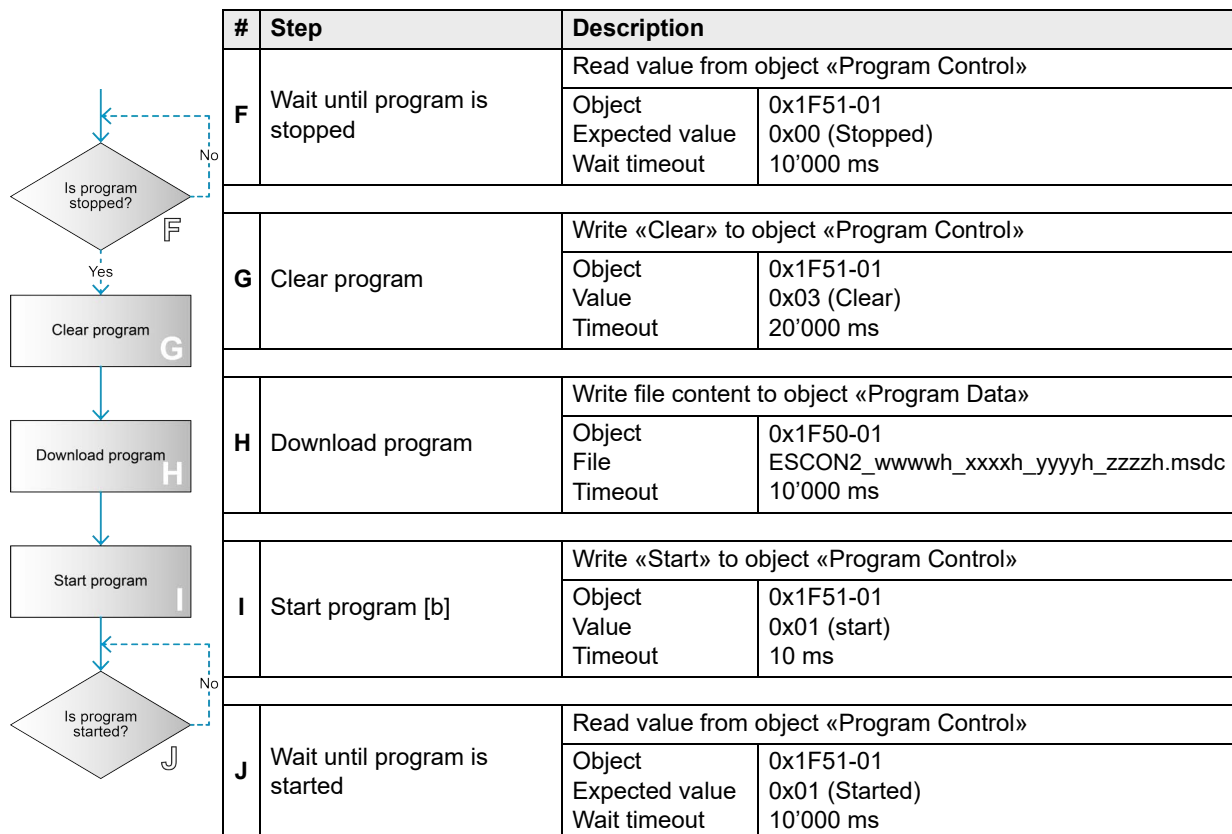 # Step Description
F Wait until program is stopped
Read value from object «Program Control»
Object 0x1F51-01
Expected value 0x00 (Stopped)
Wait timeout 10’000 ms
G Clear program
Write «Clear» to object «Program Control»
Object 0x1F51-01
Value 0x03 (Clear)
Timeout 20’000 ms
H Download program
Write file content to object «Program Data»
Object 0x1F50-01
File ESCON2_wwwwh_xxxxh_yyyyh_zzzzh.msdc
Timeout 10’000 ms
I Start program [b]
Write «Start» to object «Program Control»
Object 0x1F51-01
Value 0x01 (start)
Timeout 10 ms
J Wait until program is started
Read value from object «Program Control»
Object 0x1F51-01
Expected value 0x01 (Started)
Wait timeout 10’000 ms
No
Is program
stopped?
F
Yes
Clear program
G
Download program
H
Start program
I
No
Is program
started?
J